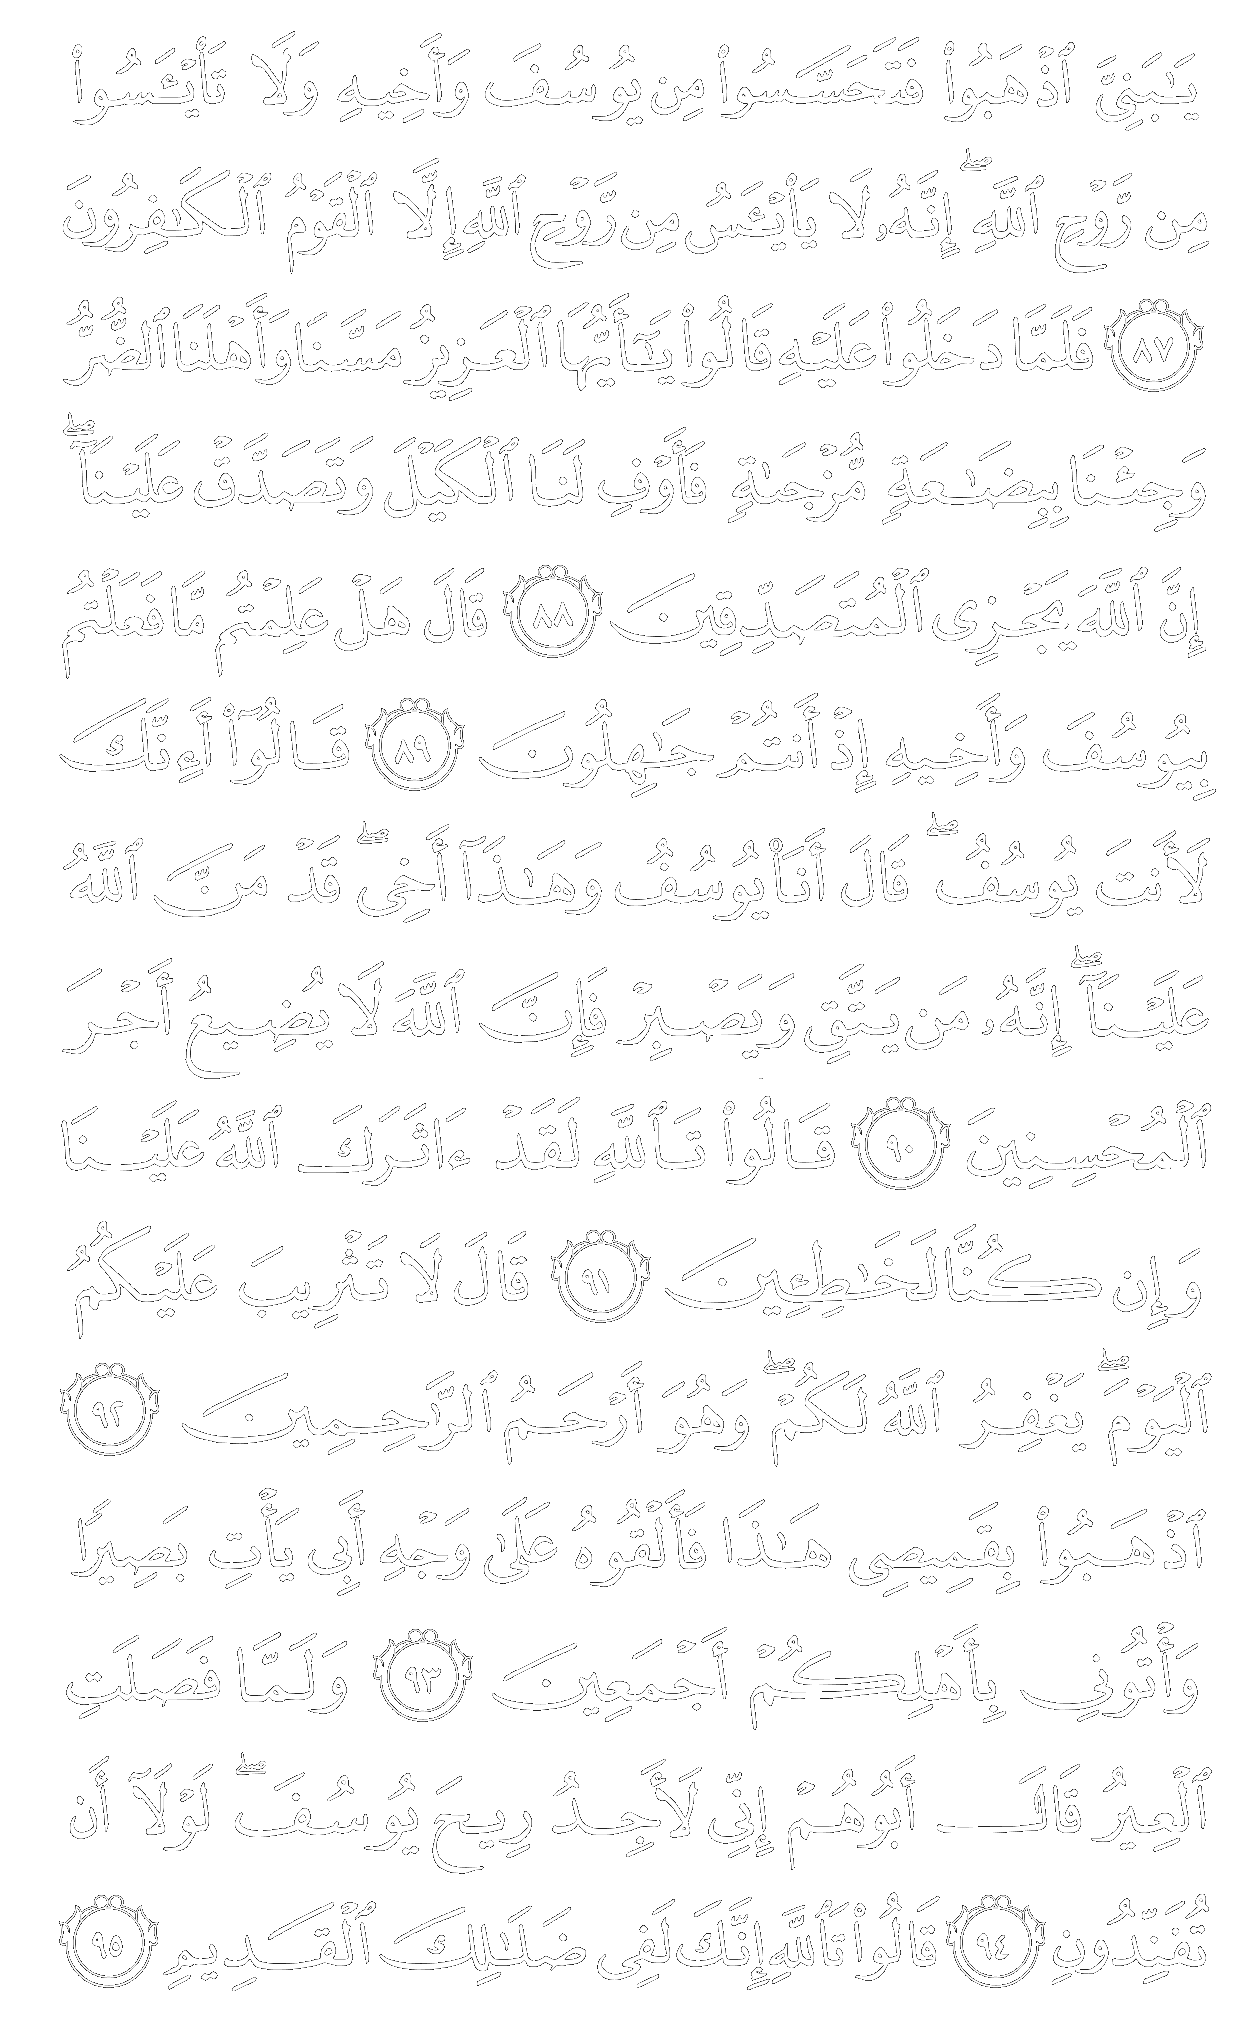 يَٰبَنِيَّ ٱذۡهَبُواْ فَتَحَسَّسُواْ مِن يُوسُفَ وَأَخِيهِ وَلَا تَاْيۡـَٔسُواْ
مِن رَّوۡحِ ٱللَّهِۖ إِنَّهُۥ لَا يَاْيۡـَٔسُ مِن رَّوۡحِ ٱللَّهِ إِلَّا ٱلۡقَوۡمُ ٱلۡكَٰفِرُونَ
٨٧ فَلَمَّا دَخَلُواْ عَلَيۡهِ قَالُواْ يَٰٓأَيُّهَا ٱلۡعَزِيزُ مَسَّنَا وَأَهۡلَنَا ٱلضُّرُّ
وَجِئۡنَا بِبِضَٰعَةٖ مُّزۡجَىٰةٖ فَأَوۡفِ لَنَا ٱلۡكَيۡلَ وَتَصَدَّقۡ عَلَيۡنَآۖ
إِنَّ ٱللَّهَ يَجۡزِي ٱلۡمُتَصَدِّقِينَ ٨٨ قَالَ هَلۡ عَلِمۡتُم مَّا فَعَلۡتُم
بِيُوسُفَ وَأَخِيهِ إِذۡ أَنتُمۡ جَٰهِلُونَ ٨٩ قَالُوٓاْ أَءِنَّكَ
لَأَنتَ يُوسُفُۖ قَالَ أَنَا۠ يُوسُفُ وَهَٰذَآ أَخِيۖ قَدۡ مَنَّ ٱللَّهُ
عَلَيۡنَآۖ إِنَّهُۥ مَن يَتَّقِ وَيَصۡبِرۡ فَإِنَّ ٱللَّهَ لَا يُضِيعُ أَجۡرَ
ٱلۡمُحۡسِنِينَ ٩٠ قَالُواْ تَٱللَّهِ لَقَدۡ ءَاثَرَكَ ٱللَّهُ عَلَيۡنَا
وَإِن كُنَّا لَخَٰطِـِٔينَ ٩١ قَالَ لَا تَثۡرِيبَ عَلَيۡكُمُ
ٱلۡيَوۡمَۖ يَغۡفِرُ ٱللَّهُ لَكُمۡۖ وَهُوَ أَرۡحَمُ ٱلرَّٰحِمِينَ ٩٢
ٱذۡهَبُواْ بِقَمِيصِي هَٰذَا فَأَلۡقُوهُ عَلَىٰ وَجۡهِ أَبِي يَأۡتِ بَصِيرٗا
وَأۡتُونِي بِأَهۡلِكُمۡ أَجۡمَعِينَ ٩٣ وَلَمَّا فَصَلَتِ
ٱلۡعِيرُ قَالَ أَبُوهُمۡ إِنِّي لَأَجِدُ رِيحَ يُوسُفَۖ لَوۡلَآ أَن
تُفَنِّدُونِ ٩٤ قَالُواْ تَٱللَّهِ إِنَّكَ لَفِي ضَلَٰلِكَ ٱلۡقَدِيمِ ٩٥